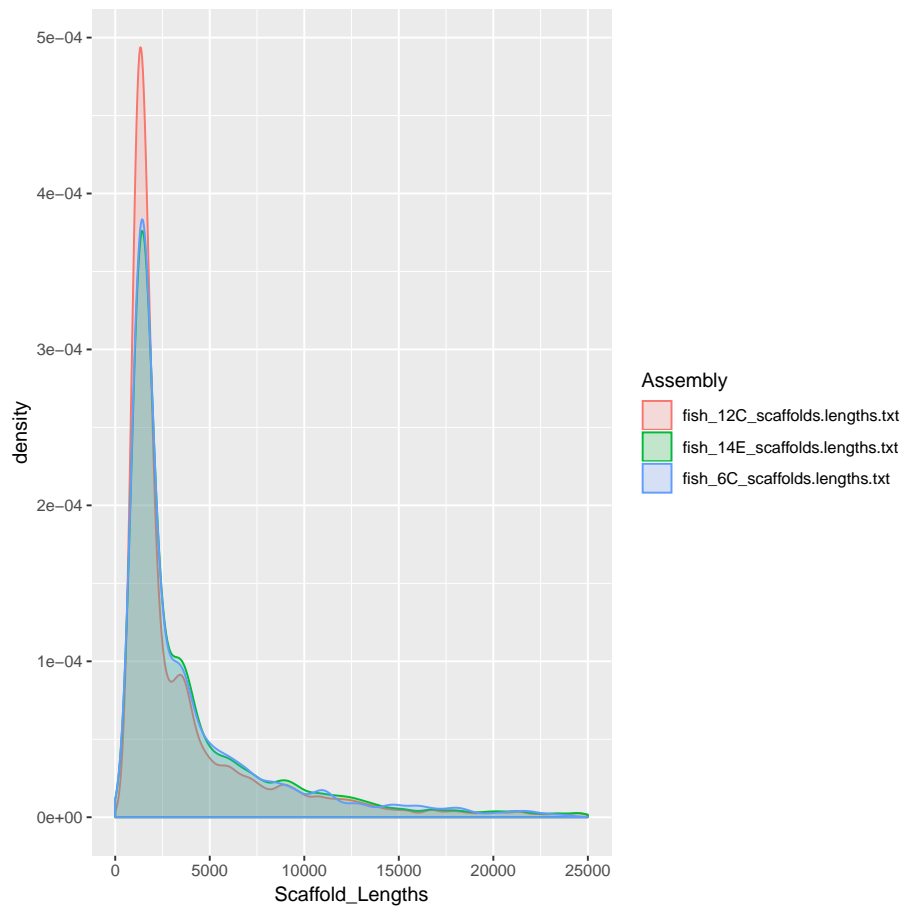 5e−04
4e−04
3e−04
2e−04
1e−04
0e+00
density
0 5000 10000 15000 20000 25000
Scaffold_Lengths
Assembly
fish_12C_scaffolds.lengths.txt
fish_14E_scaffolds.lengths.txt
fish_6C_scaffolds.lengths.txt